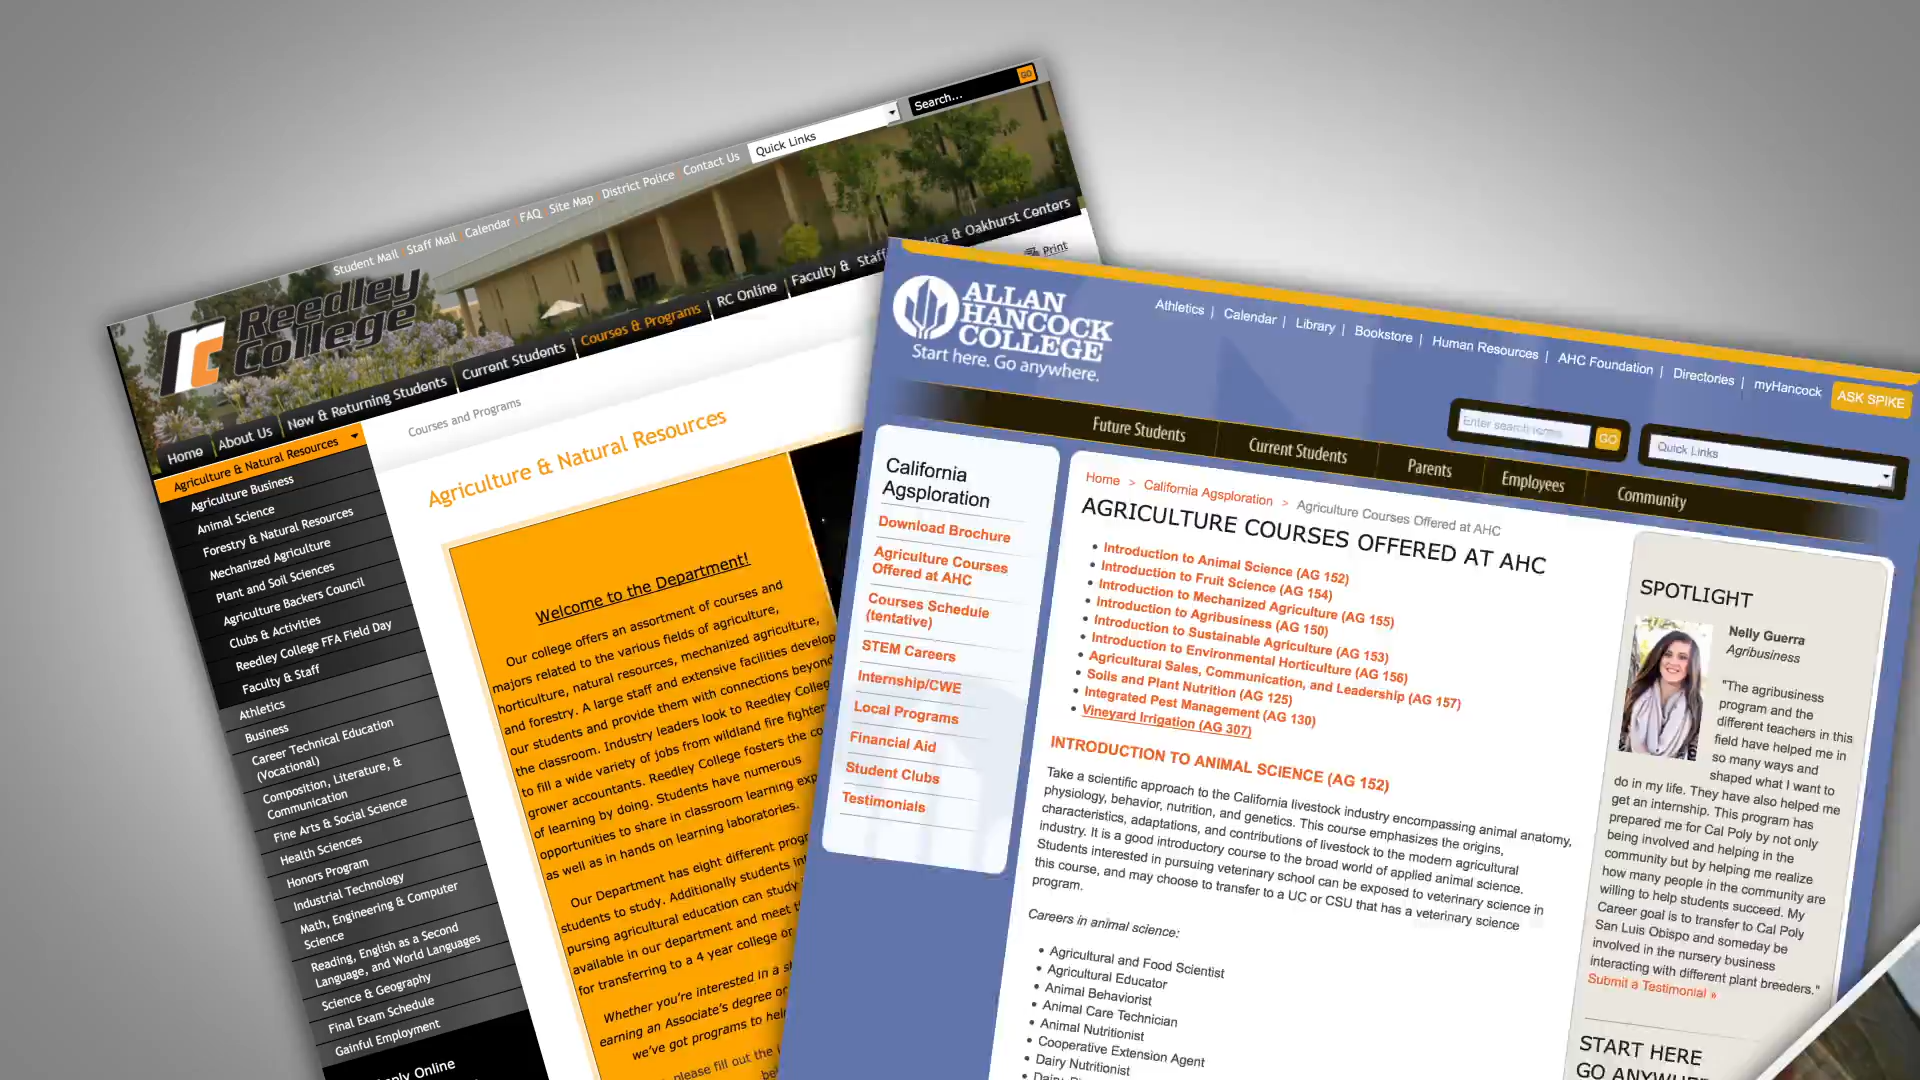 Search...
GO
Quick Links
Student Mail Staff Mail Calendar FAQ Site Map District Police Contact Us
Reedley
College
Home About Us New & Returning Students Current Students Courses & Programs RC Online Faculty & Staff & Oakhurst Centers
Print
Courses and Programs
Agriculture & Natural Resources
Agriculture Business
Animal Science
Forestry & Natural Resources
Mechanized Agriculture
Plant and Soil Sciences
Agriculture Backers Council
Clubs & Activities
Reedley College FFA Field Day
Faculty & Staff
Athletics
Business
Career Technical Education
(Vocational)
Composition, Literature, &
Communication
Fine Arts & Social Science
Health Sciences
Honors Program
Industrial Technology
Math, Engineering & Computer
Science
Reading, English as a Second
Language, and World Languages
Science & Geography
Final Exam Schedule
Gainful Employment
Online
Agriculture & Natural Resources
Welcome to the Department!
Our college offers an assortment of courses and
majors related to the various fields of agriculture,
horticulture, natural resources, mechanized agriculture,
and forestry. A large staff and extensive facilities develop
our students and provide them with connections beyond
the classroom. Industry leaders look to Reedley College
to fill a wide variety of jobs from wildland fire fighter
grower accountants. Reedley College fosters the
of learning by doing. Students have numerous
opportunities to share in classroom learning
as well as in hands on learning laboratories.
Our Department has eight different
students to study. Additionally students
pursing agricultural education can study
available in our department and meet
for transferring to a 4 year college or
Whether you're interested in a
earning an Associate's degree
we've got programs to
please fill out the
ALLAN
HANCOCK
COLLEGE
Start here. Go anywhere.
Athletics | Calendar | Library | Bookstore | Human Resources | AHC Foundation | Directories | myHancock
ASK SPIKE
Enter search terms
GO
Quick Links
Future Students Current Students Parents Employees Community
California
Agsploration
Download Brochure
Agriculture Courses
Offered at AHC
Courses Schedule
(tentative)
STEM Careers
Internship/CWE
Local Programs
Financial Aid
Student Clubs
Testimonials
Home > California Agsploration > Agriculture Courses Offered at AHC
AGRICULTURE COURSES OFFERED AT AHC
• Introduction to Animal Science (AG 152)
• Introduction to Fruit Science (AG 154)
• Introduction to Mechanized Agriculture (AG 155)
• Introduction to Agribusiness (AG 150)
• Introduction to Sustainable Agriculture (AG 153)
• Introduction to Environmental Horticulture (AG 156)
• Agricultural Sales, Communication, and Leadership (AG 157)
• Soils and Plant Nutrition (AG 125)
• Integrated Pest Management (AG 130)
• Vineyard Irrigation (AG 307)
INTRODUCTION TO ANIMAL SCIENCE (AG 152)
Take a scientific approach to the California livestock industry encompassing animal anatomy,
physiology, behavior, nutrition, and genetics. This course emphasizes the origins,
characteristics, adaptations, and contributions of livestock to the modern agricultural
industry. It is a good introductory course to the broad world of applied animal science.
Students interested in pursuing veterinary school can be exposed to veterinary science in
this course, and may choose to transfer to a UC or CSU that has a veterinary science
program.
Careers in animal science:
• Agricultural and Food Scientist
• Agricultural Educator
• Animal Behaviorist
• Animal Care Technician
• Animal Nutritionist
• Cooperative Extension Agent
• Dairy Nutritionist
SPOTLIGHT
Nelly Guerra
Agribusiness
"The agribusiness
program and the
different teachers in this
field have helped me in
so many ways and
shaped what I want to
do in my life. They have also helped me
get an internship. This program has
prepared me for Cal Poly by not only
being involved and helping in the
community but by helping me realize
how many people in the community are
willing to help students succeed. My
Career goal is to transfer to Cal Poly
San Luis Obispo and someday be
involved in the nursery business
interacting with different plant breeders."
Submit a Testimonial »
START HERE
GO